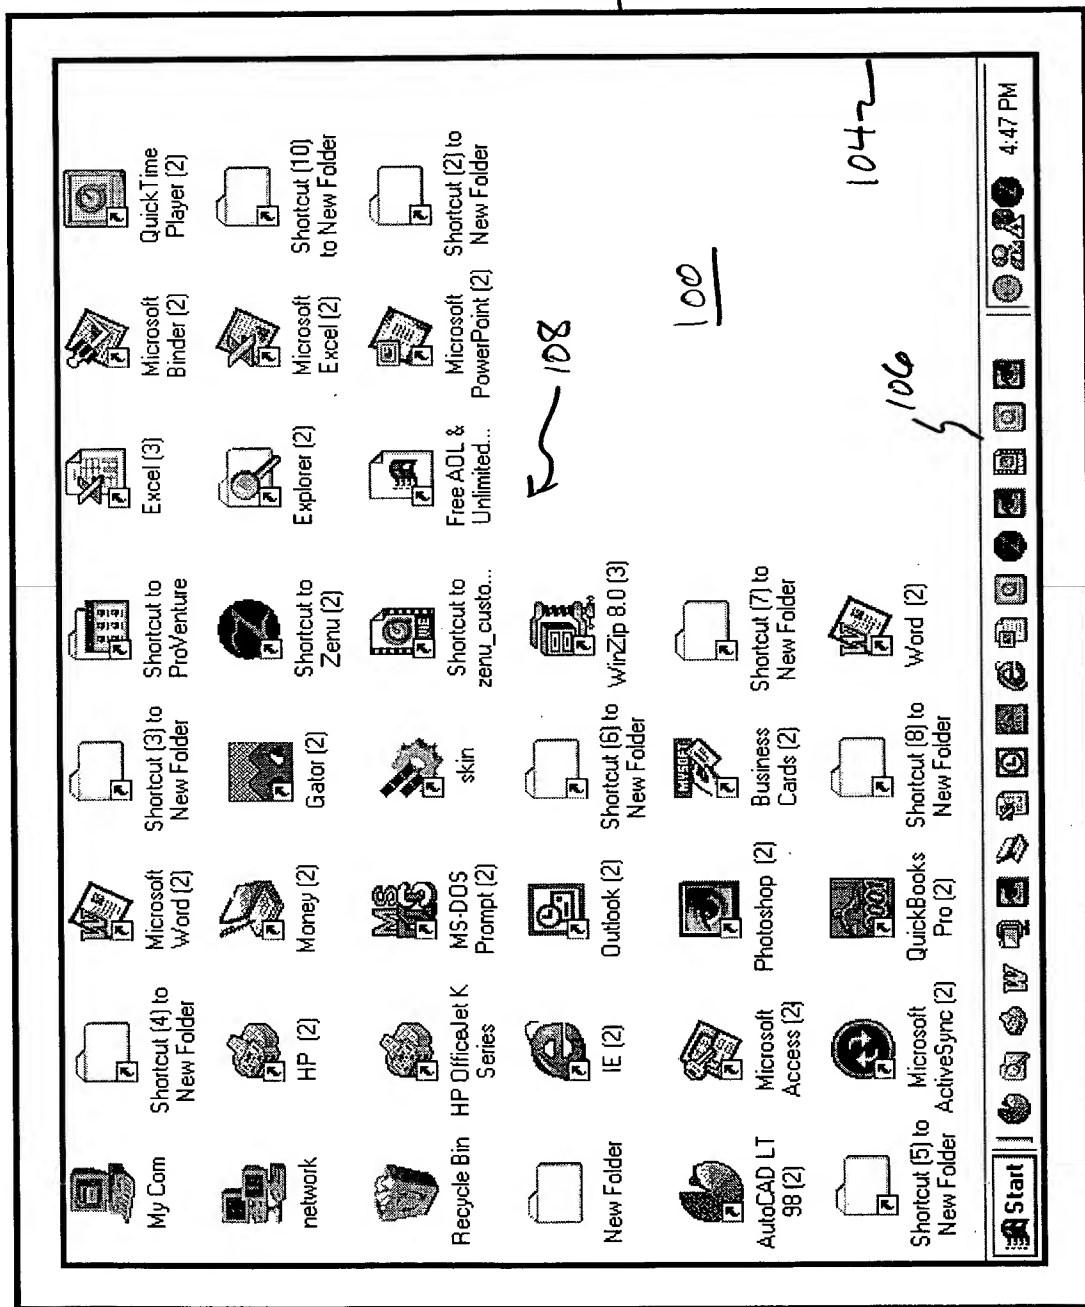 My Com
Shortcut (4) to
New Folder
Microsoft
Word (2)
Shortcut (3) to
New Folder
Shortcut to
ProVenture
Excel (3)
Microsoft
Binder (2)
QuickTime
Player (2)
network
HP (2)
Money (2)
Gator (2)
Shortcut to
Zenu (2)
Explorer (2)
Microsoft
Excel (2)
Shortcut (10)
to New Folder
Recycle Bin
HP OfficeJet K
Series
MS
MS-DOS
Prompt (2)
skin
Shortcut to
zenu_custo...
Free AOL &
Unlimited...
Microsoft
PowerPoint (2)
Shortcut (2) to
New Folder
New Folder
IE (2)
Outlook (2)
Shortcut (6) to
New Folder
WinZip 8.0 (3)
108
AutoCAD LT
98 (2)
Microsoft
Access (2)
Photoshop (2)
Business
Cards (2)
Shortcut (7) to
New Folder
100
Shortcut (5) to
New Folder
Microsoft
ActiveSync (2)
2001
QuickBooks
Pro (2)
Shortcut (8) to
New Folder
Word (2)
106
104
Start
4:47 PM